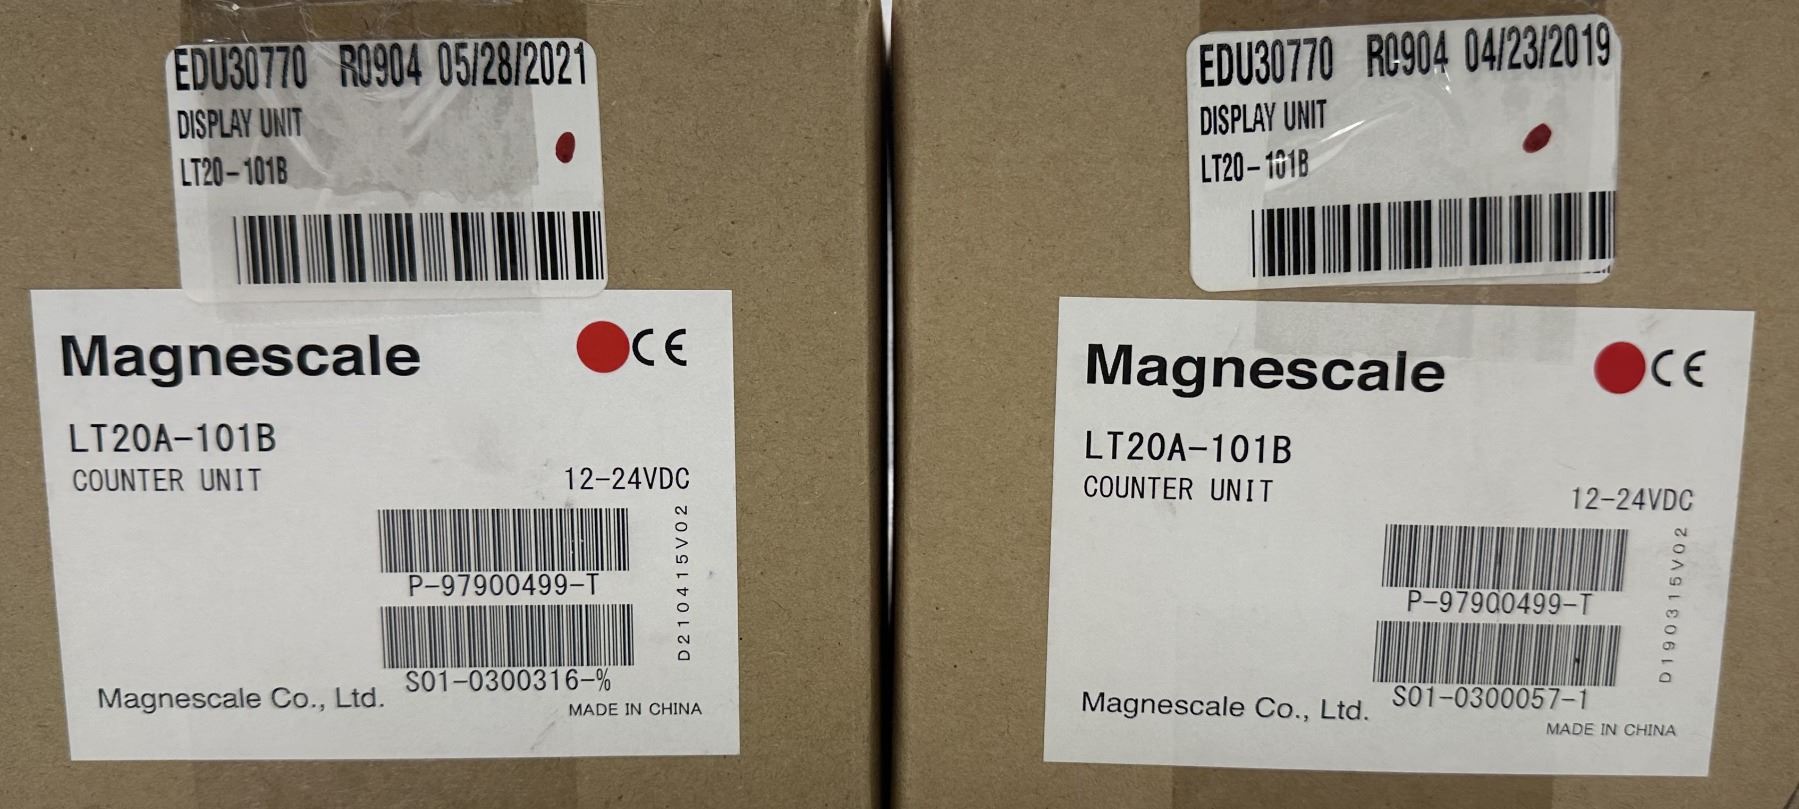 EDU30770 R0904 05/28/2021
DISPLAY UNIT
LT20-101B
Magnescale CE
LT20A-101B
COUNTER UNIT
12-24VDC
P-97900499-T
S01-0300316-%
D210415V02
Magnescale Co., Ltd.
MADE IN CHINA
EDU30770 R0904 04/23/2019
DISPLAY UNIT
LT20-101B
Magnescale CE
LT20A-101B
COUNTER UNIT
12-24VDC
P-97900499-T
S01-0300057-1
D190315V02
Magnescale Co., Ltd.
MADE IN CHINA